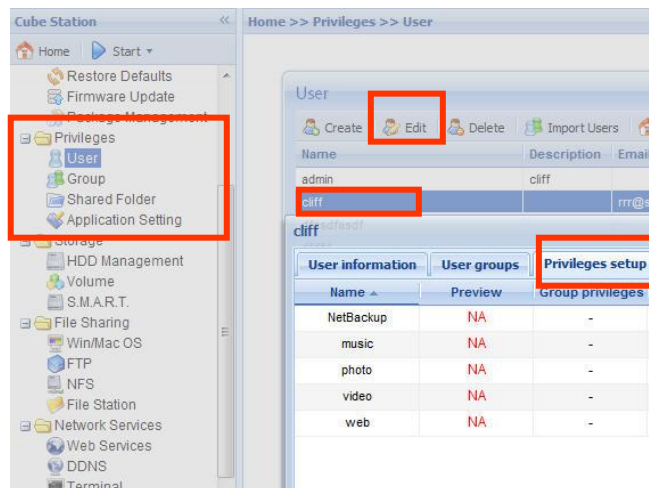 Cube Station
Home >> Privileges >> User
Home
Start
Restore Defaults
Firmware Update
Package Management
Privileges
User
Group
Shared Folder
Application Setting
Storage
HDD Management
Volume
S.M.A.R.T.
File Sharing
Win/Mac OS
FTP
NFS
File Station
Network Services
Web Services
DDNS
Terminal
User
Create Edit Delete Import Users
Name Description Emai
admin cliff
cliff rrr@s
cliff
User information User groups Privileges setup
Name Preview Group privileges
NetBackup NA -
music NA -
photo NA -
video NA -
web NA -